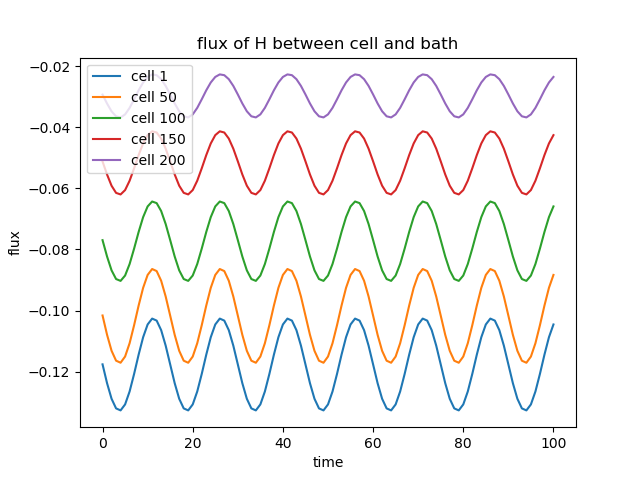 flux of H between cell and bath
cell 1
cell 50
cell 100
cell 150
cell 200
−0.02
−0.04
−0.06
−0.08
−0.10
−0.12
flux
0 20 40 60 80 100
time